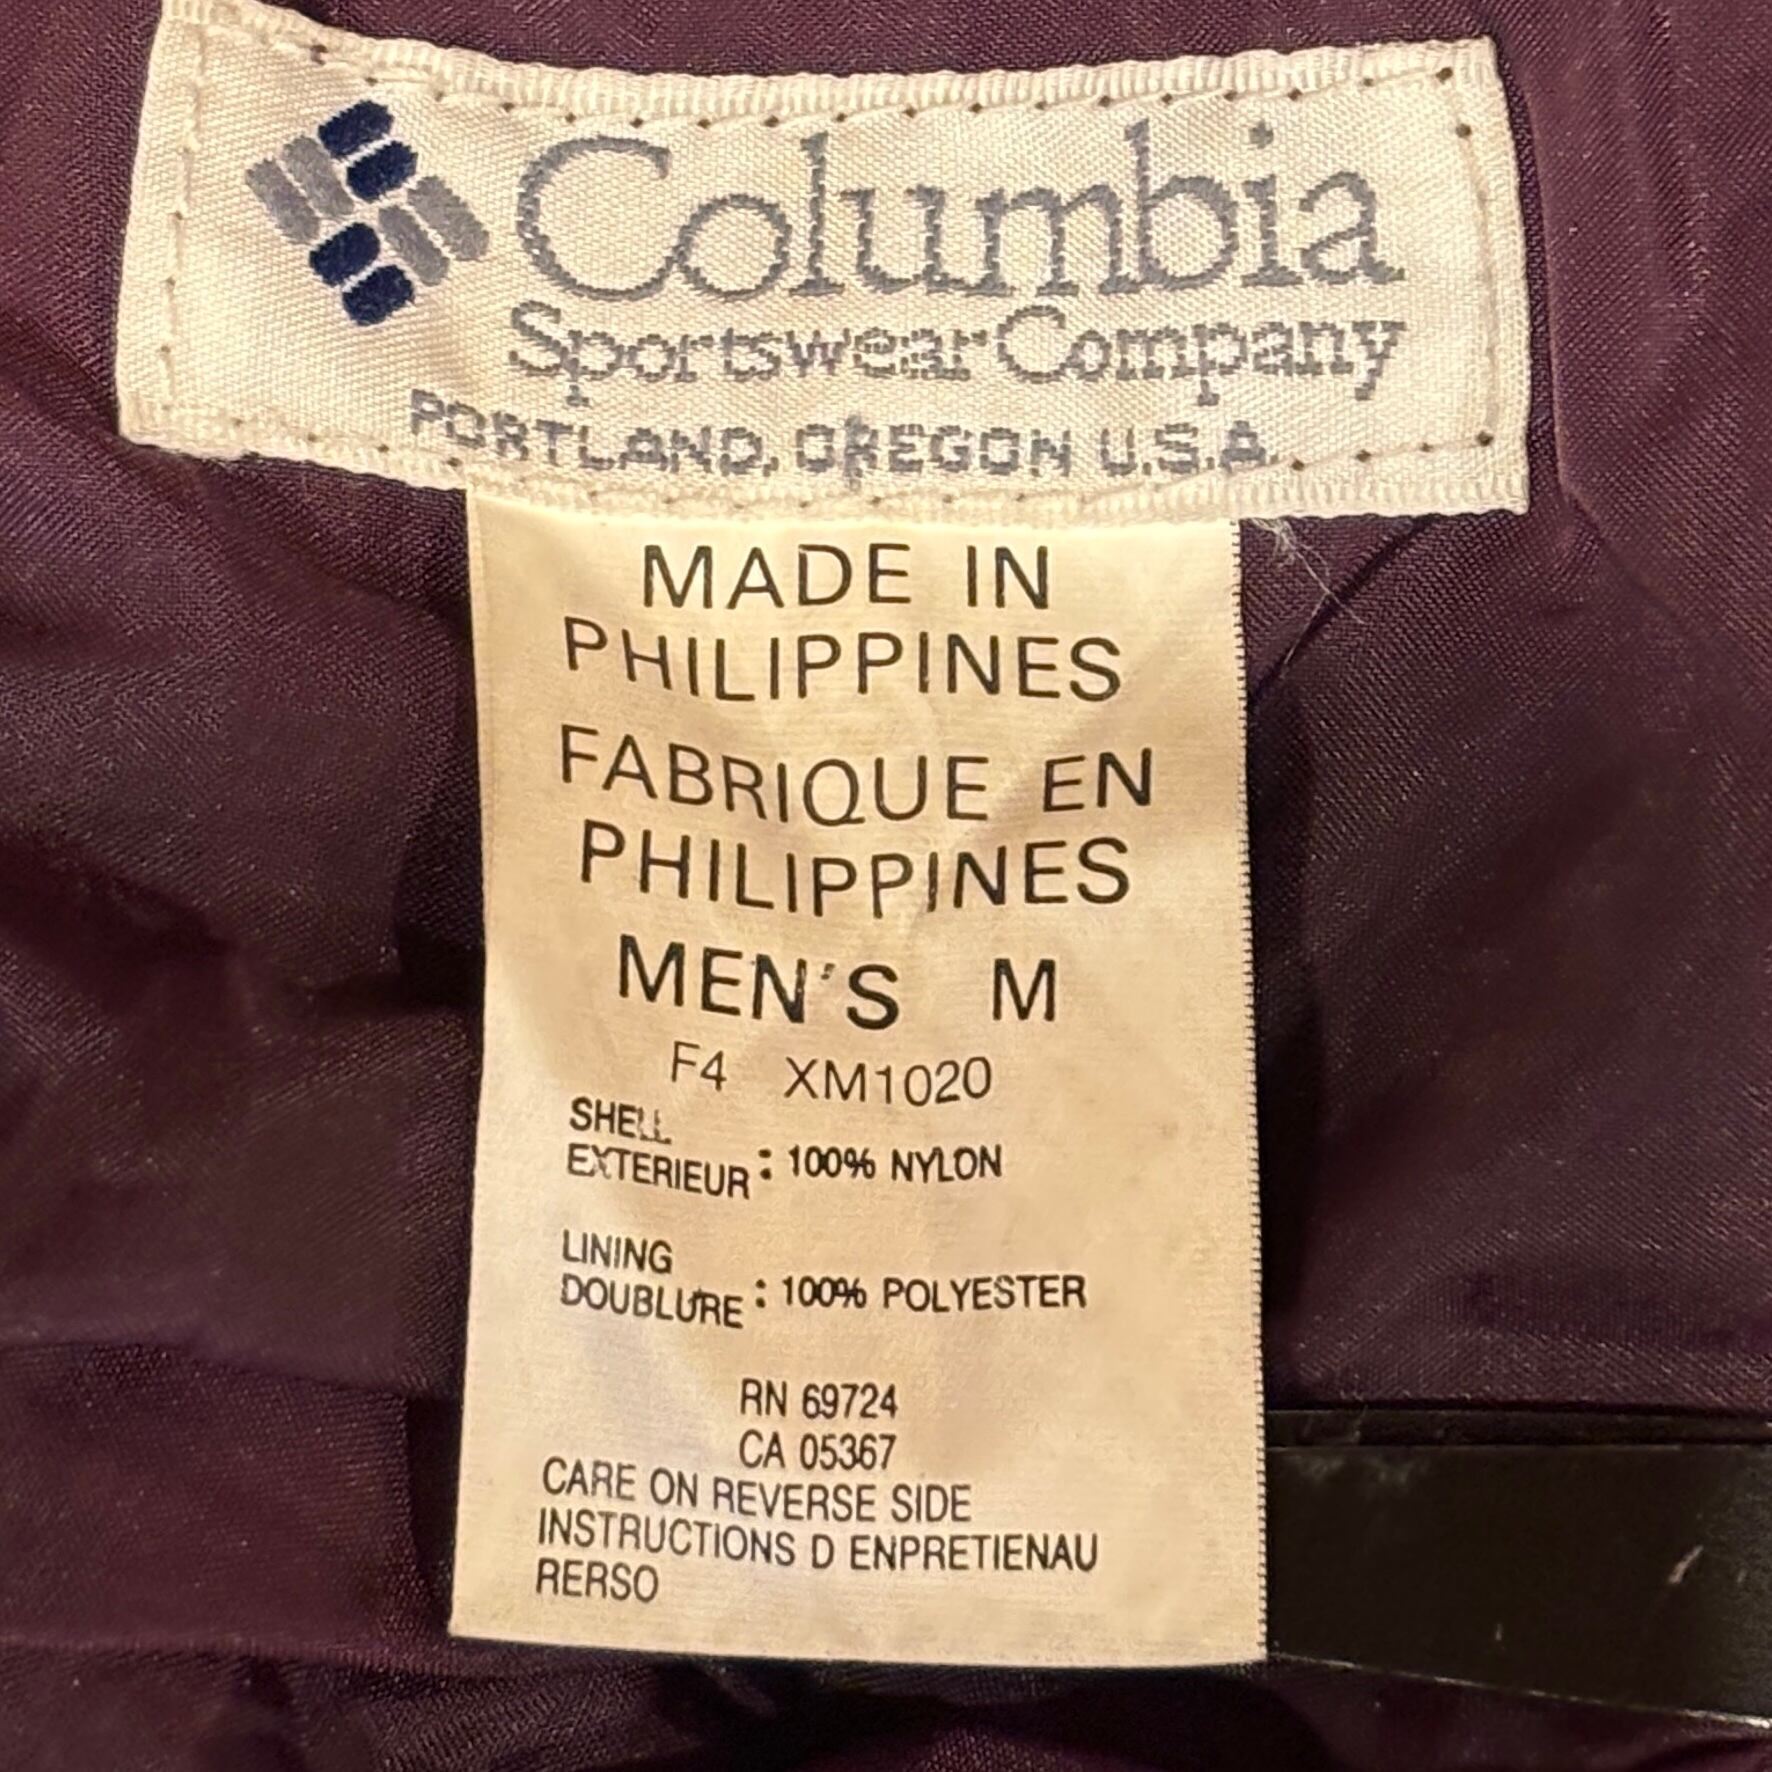 Columbia
Sportswear Company
PORTLAND, OREGON U.S.A.
MADE IN
PHILIPPINES
FABRIQUE EN
PHILIPPINES
MEN'S M
F4 XM1020
SHELL
EXTERIEUR : 100% NYLON
LINING
DOUBLURE : 100% POLYESTER
RN 69724
CA 05367
CARE ON REVERSE SIDE
INSTRUCTIONS D ENPRETIENAU
RERSO